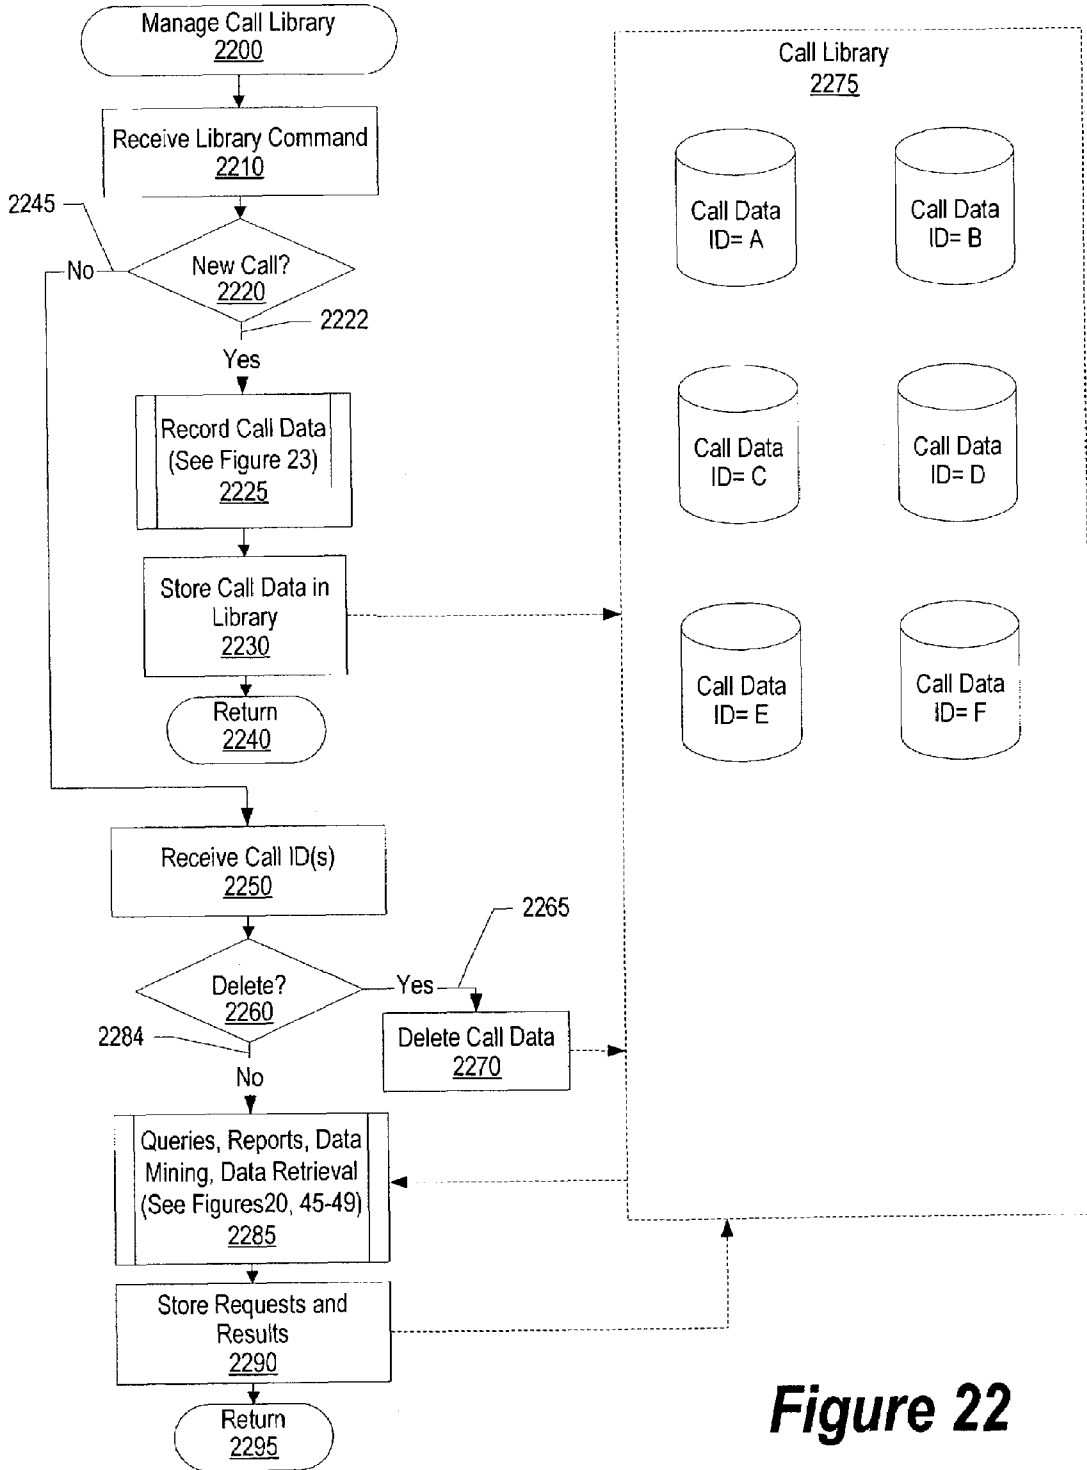 Manage Call Library
2200
Receive Library Command
2210
2245
No
New Call?
2220
2222
Yes
Record Call Data
(See Figure 23)
2225
Store Call Data in
Library
2230
Return
2240
Receive Call ID(s)
2250
2265
Delete?
2260
Yes
2284
Delete Call Data
2270
No
Queries, Reports, Data
Mining, Data Retrieval
(See Figures20, 45-49)
2285
Store Requests and
Results
2290
Return
2295
Call Library
2275
Call Data
ID= A
Call Data
ID= B
Call Data
ID= C
Call Data
ID= D
Call Data
ID= E
Call Data
ID= F
Figure 22